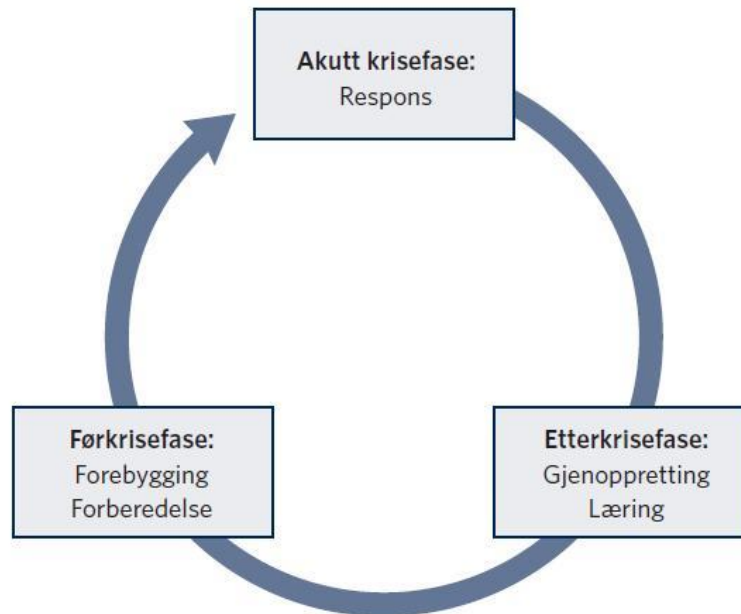 Akutt krisefase:
Respons
Førkrisefase:
Forebygging
Forberedelse
Etterkrisefase:
Gjenoppretting
Læring